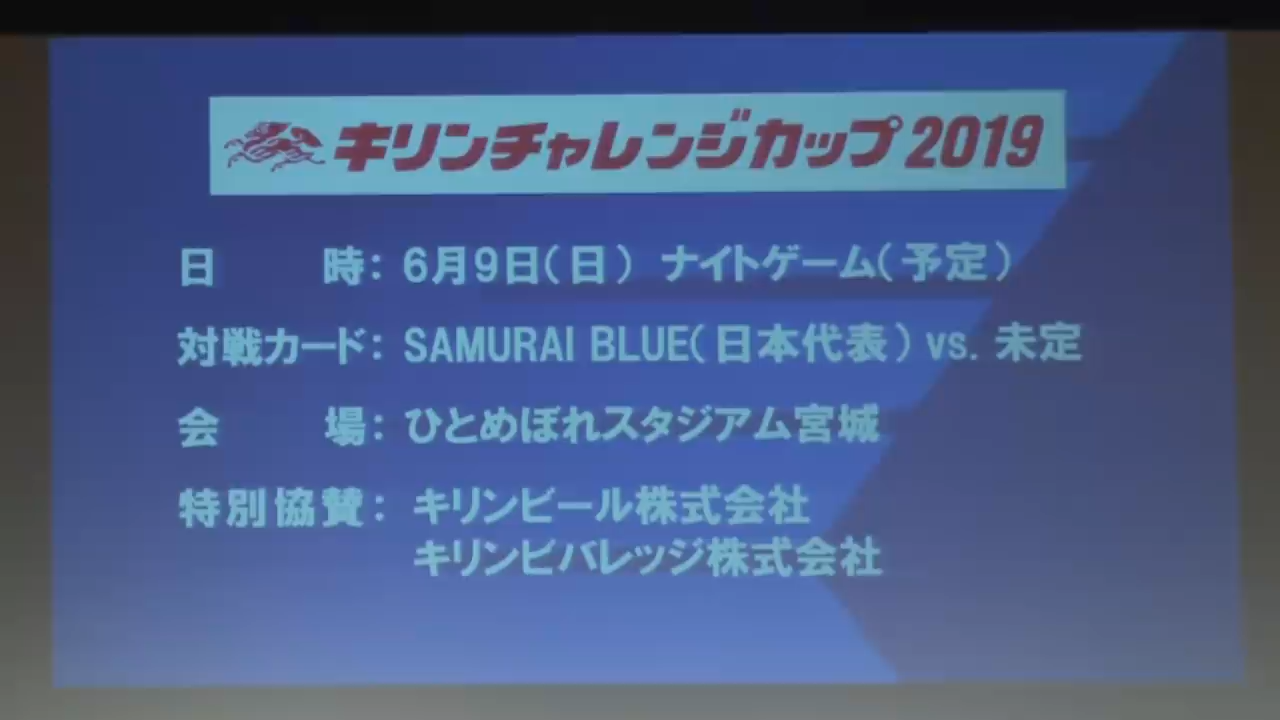 キリンチャレンジカップ 2019
日　　時： 6月9日(日) ナイトゲーム(予定)
対戦カード： SAMURAI BLUE(日本代表) vs. 未定
会　　場： ひとめぼれスタジアム宮城
特別協賛： キリンビール株式会社
キリンビバレッジ株式会社